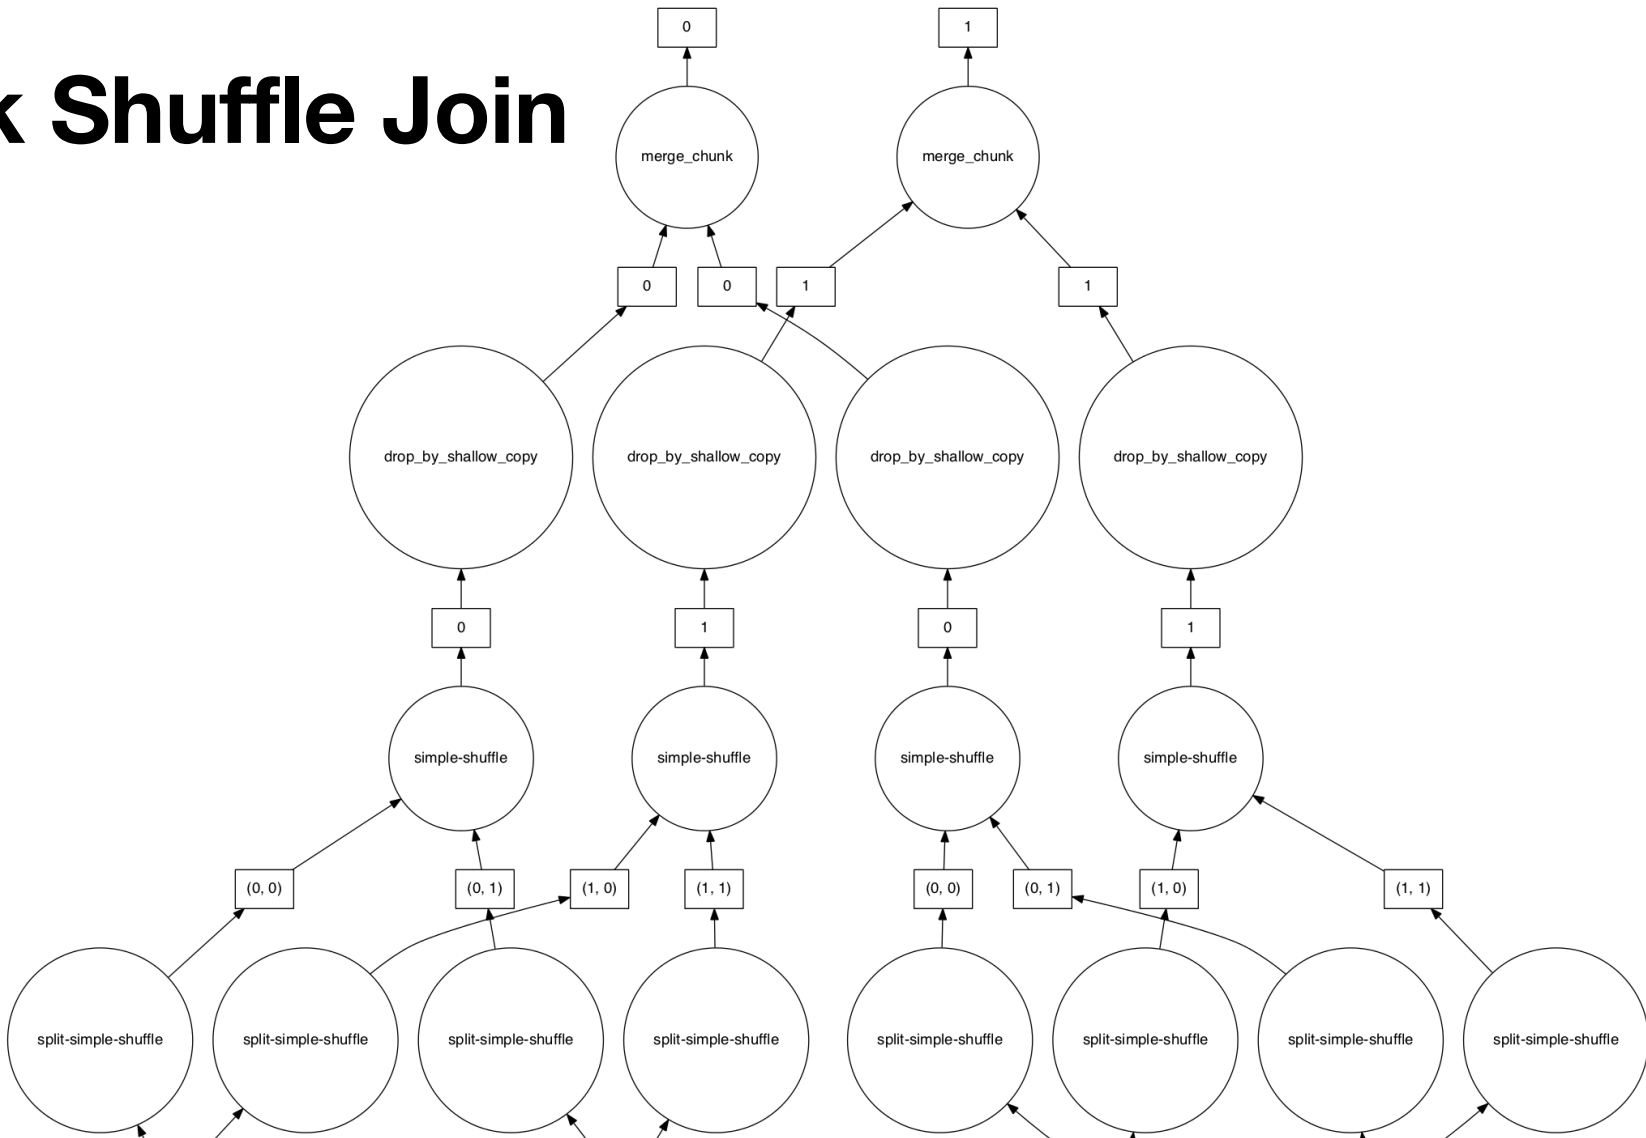 0 1
k Shuffle Join
merge_chunk merge_chunk
0 0 1 1
drop_by_shallow_copy drop_by_shallow_copy drop_by_shallow_copy drop_by_shallow_copy
0 1 0 1
simple-shuffle simple-shuffle simple-shuffle simple-shuffle
(0, 0) (0, 1) (1, 0) (1, 1) (0, 0) (0, 1) (1, 0) (1, 1)
split-simple-shuffle split-simple-shuffle split-simple-shuffle split-simple-shuffle split-simple-shuffle split-simple-shuffle split-simple-shuffle split-simple-shuffle